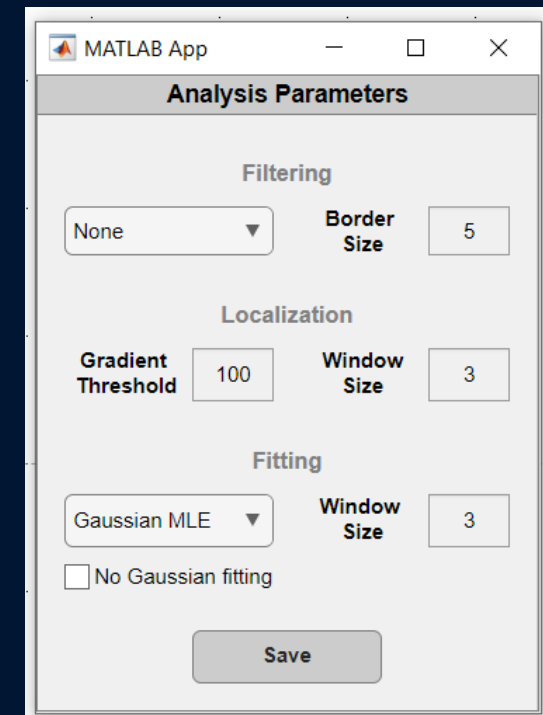 MATLAB App
Analysis Parameters
Filtering
None
Border
Size
5
Localization
Gradient
Threshold
100
Window
Size
3
Fitting
Gaussian MLE
Window
Size
3
No Gaussian fitting
Save